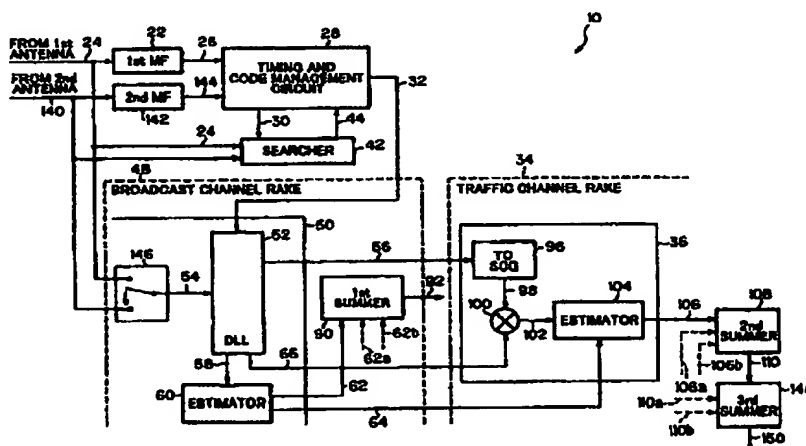 10
FROM 1st ANTENNA
24
22
1st MF
26
28
TIMING AND
CODE MANAGEMENT
CIRCUIT
32
FROM 2nd
ANTENNA
140
2nd MF
142
144
30
44
24
SEARCHER
42
48
BROADCAST CHANNEL RAKE
50
34
TRAFFIC CHANNEL RAKE
36
52
56
TO
SOG
96
98
146
54
DLL
1st
SUMMER
90
92
62a
62b
100
102
104
ESTIMATOR
106
108
2nd
SUMMER
106a
106b
110
58
66
62
60
ESTIMATOR
64
110a
110b
3rd
SUMMER
150